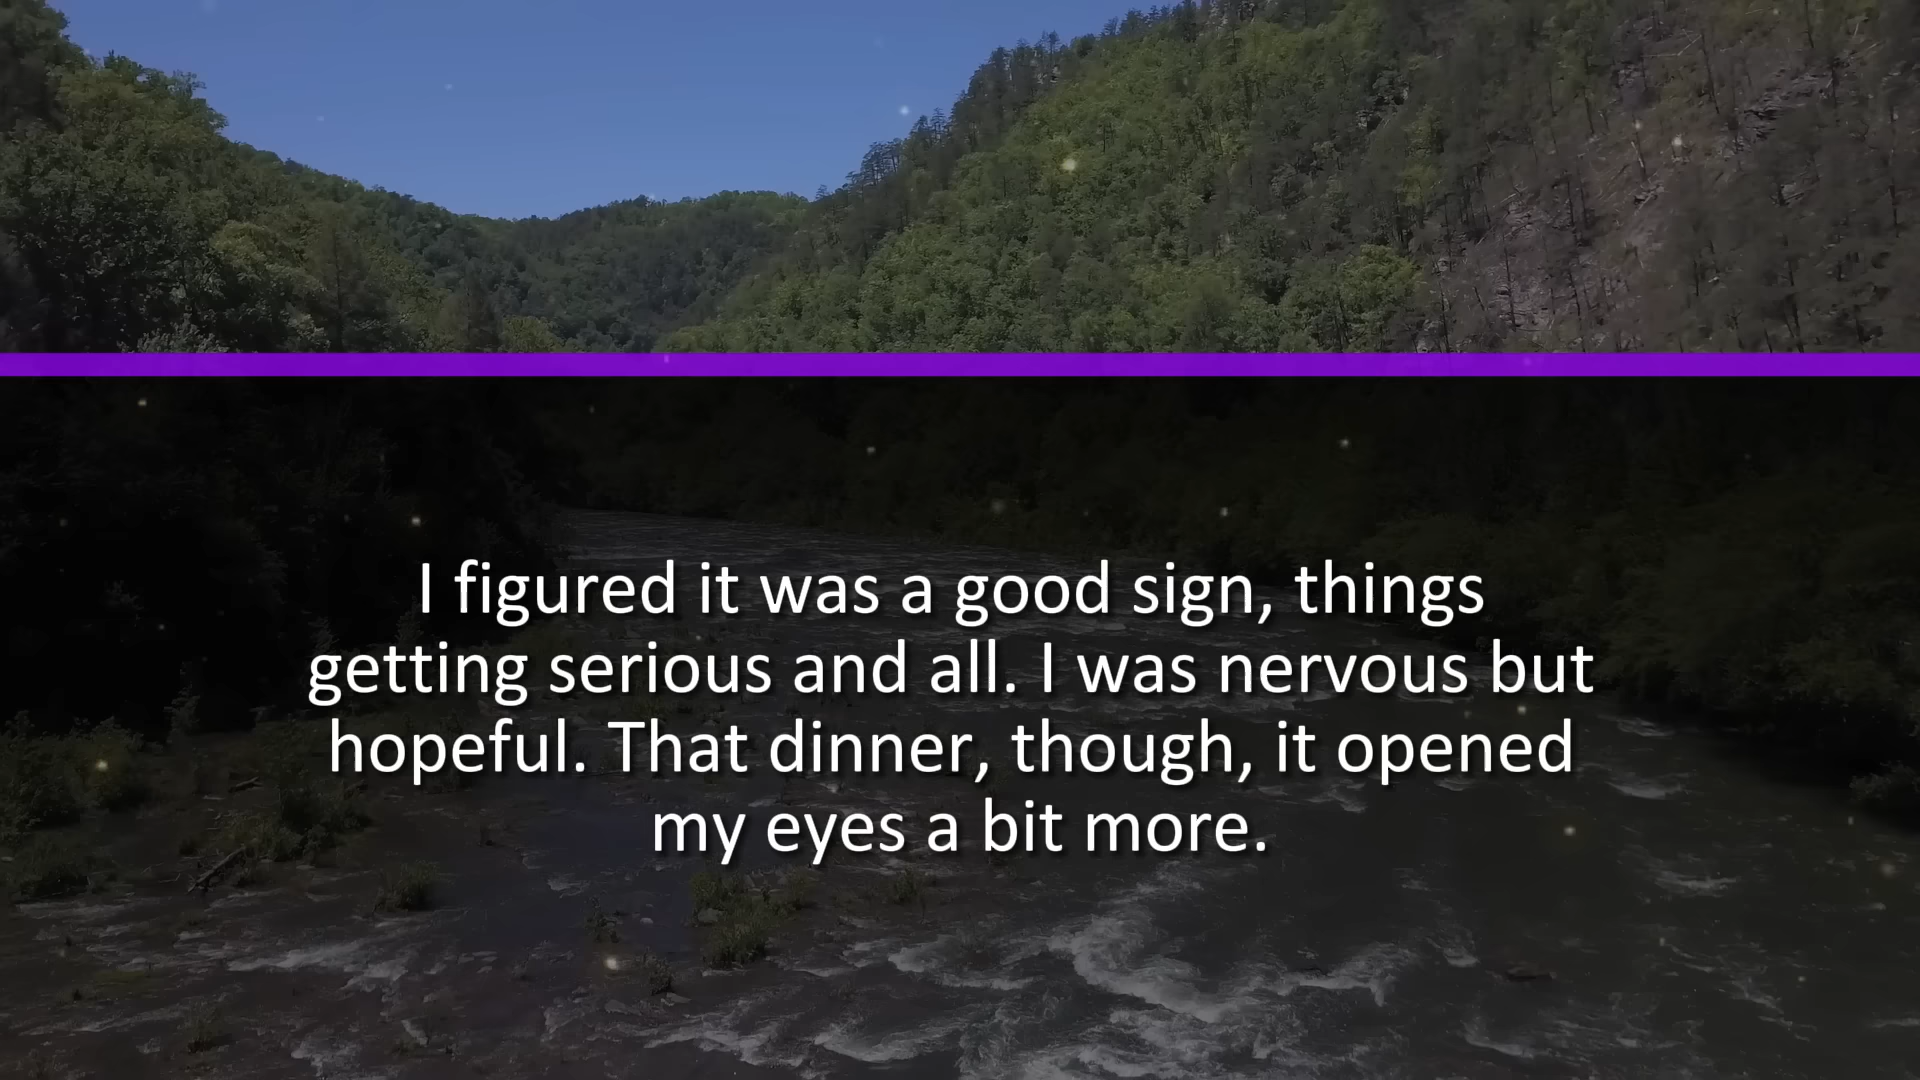 I figured it was a good sign, things
getting serious and all. I was nervous but
hopeful. That dinner, though, it opened
my eyes a bit more.